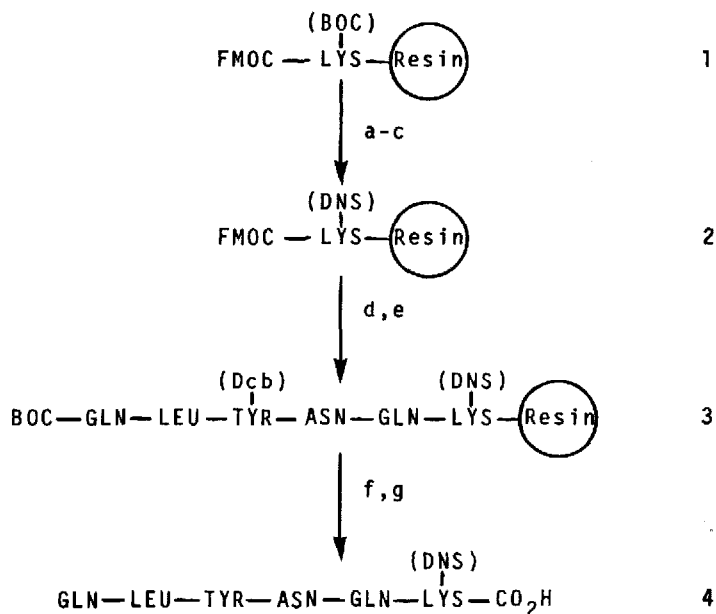 (BOC)
FMOC — LYS — Resin 1
a-c
(DNS)
FMOC — LYS — Resin 2
d,e
(Dcb) (DNS)
BOC—GLN—LEU—TYR—ASN—GLN—LYS—Resin 3
f,g
(DNS)
GLN—LEU—TYR—ASN—GLN—LYS—CO₂H 4